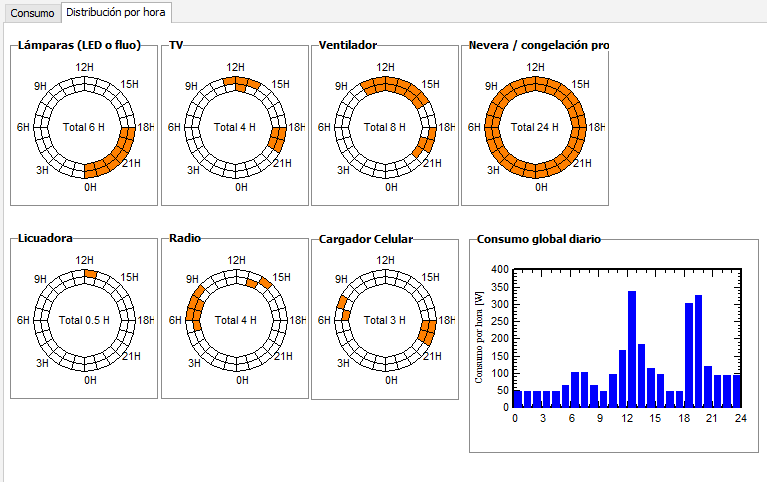 Consumo Distribución por hora
Lámparas (LED o fluo) TV Ventilador Nevera / congelación pro
12H 12H 12H 12H
9H 15H 9H 15H 9H 15H 9H 15H
6H Total 6 H 18H 6H Total 4 H 18H 6H Total 8 H 18H 6H Total 24 H 18H
3H 21H 3H 21H 3H 21H 3H 21H
0H 0H 0H 0H
Licuadora Radio Cargador Celular Consumo global diario
12H 12H 12H
9H 15H 9H 15H 9H 15H
6H Total 0.5 H 18H 6H Total 4 H 18H 6H Total 3 H 18H
3H 21H 3H 21H 3H 21H
0H 0H 0H
Consumo por hora [W]
400
350
300
250
200
150
100
50
0
0 3 6 9 12 15 18 21 24